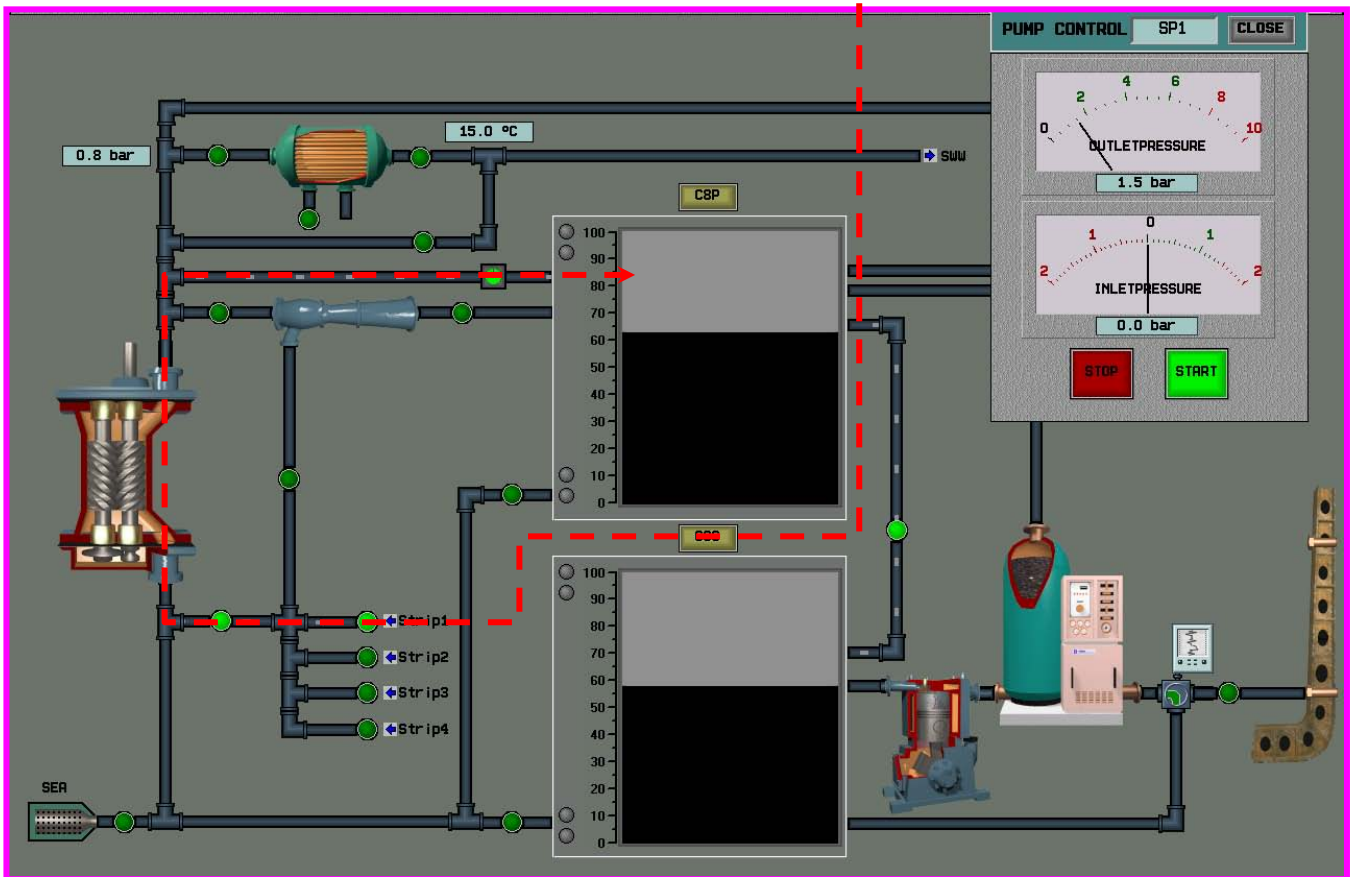 PUMP CONTROL SP1 CLOSE
0 2 4 6 8 10
OUTLETPRESSURE
1.5 bar
2 1 0 1 2
INLETPRESSURE
0.0 bar
STOP START
15.0 ºC
0.8 bar
SWW
C8P
100
90
80
70
60
50
40
30
20
10
0
100
90
80
70
60
50
40
30
20
10
0
Strip1
Strip2
Strip3
Strip4
SEA